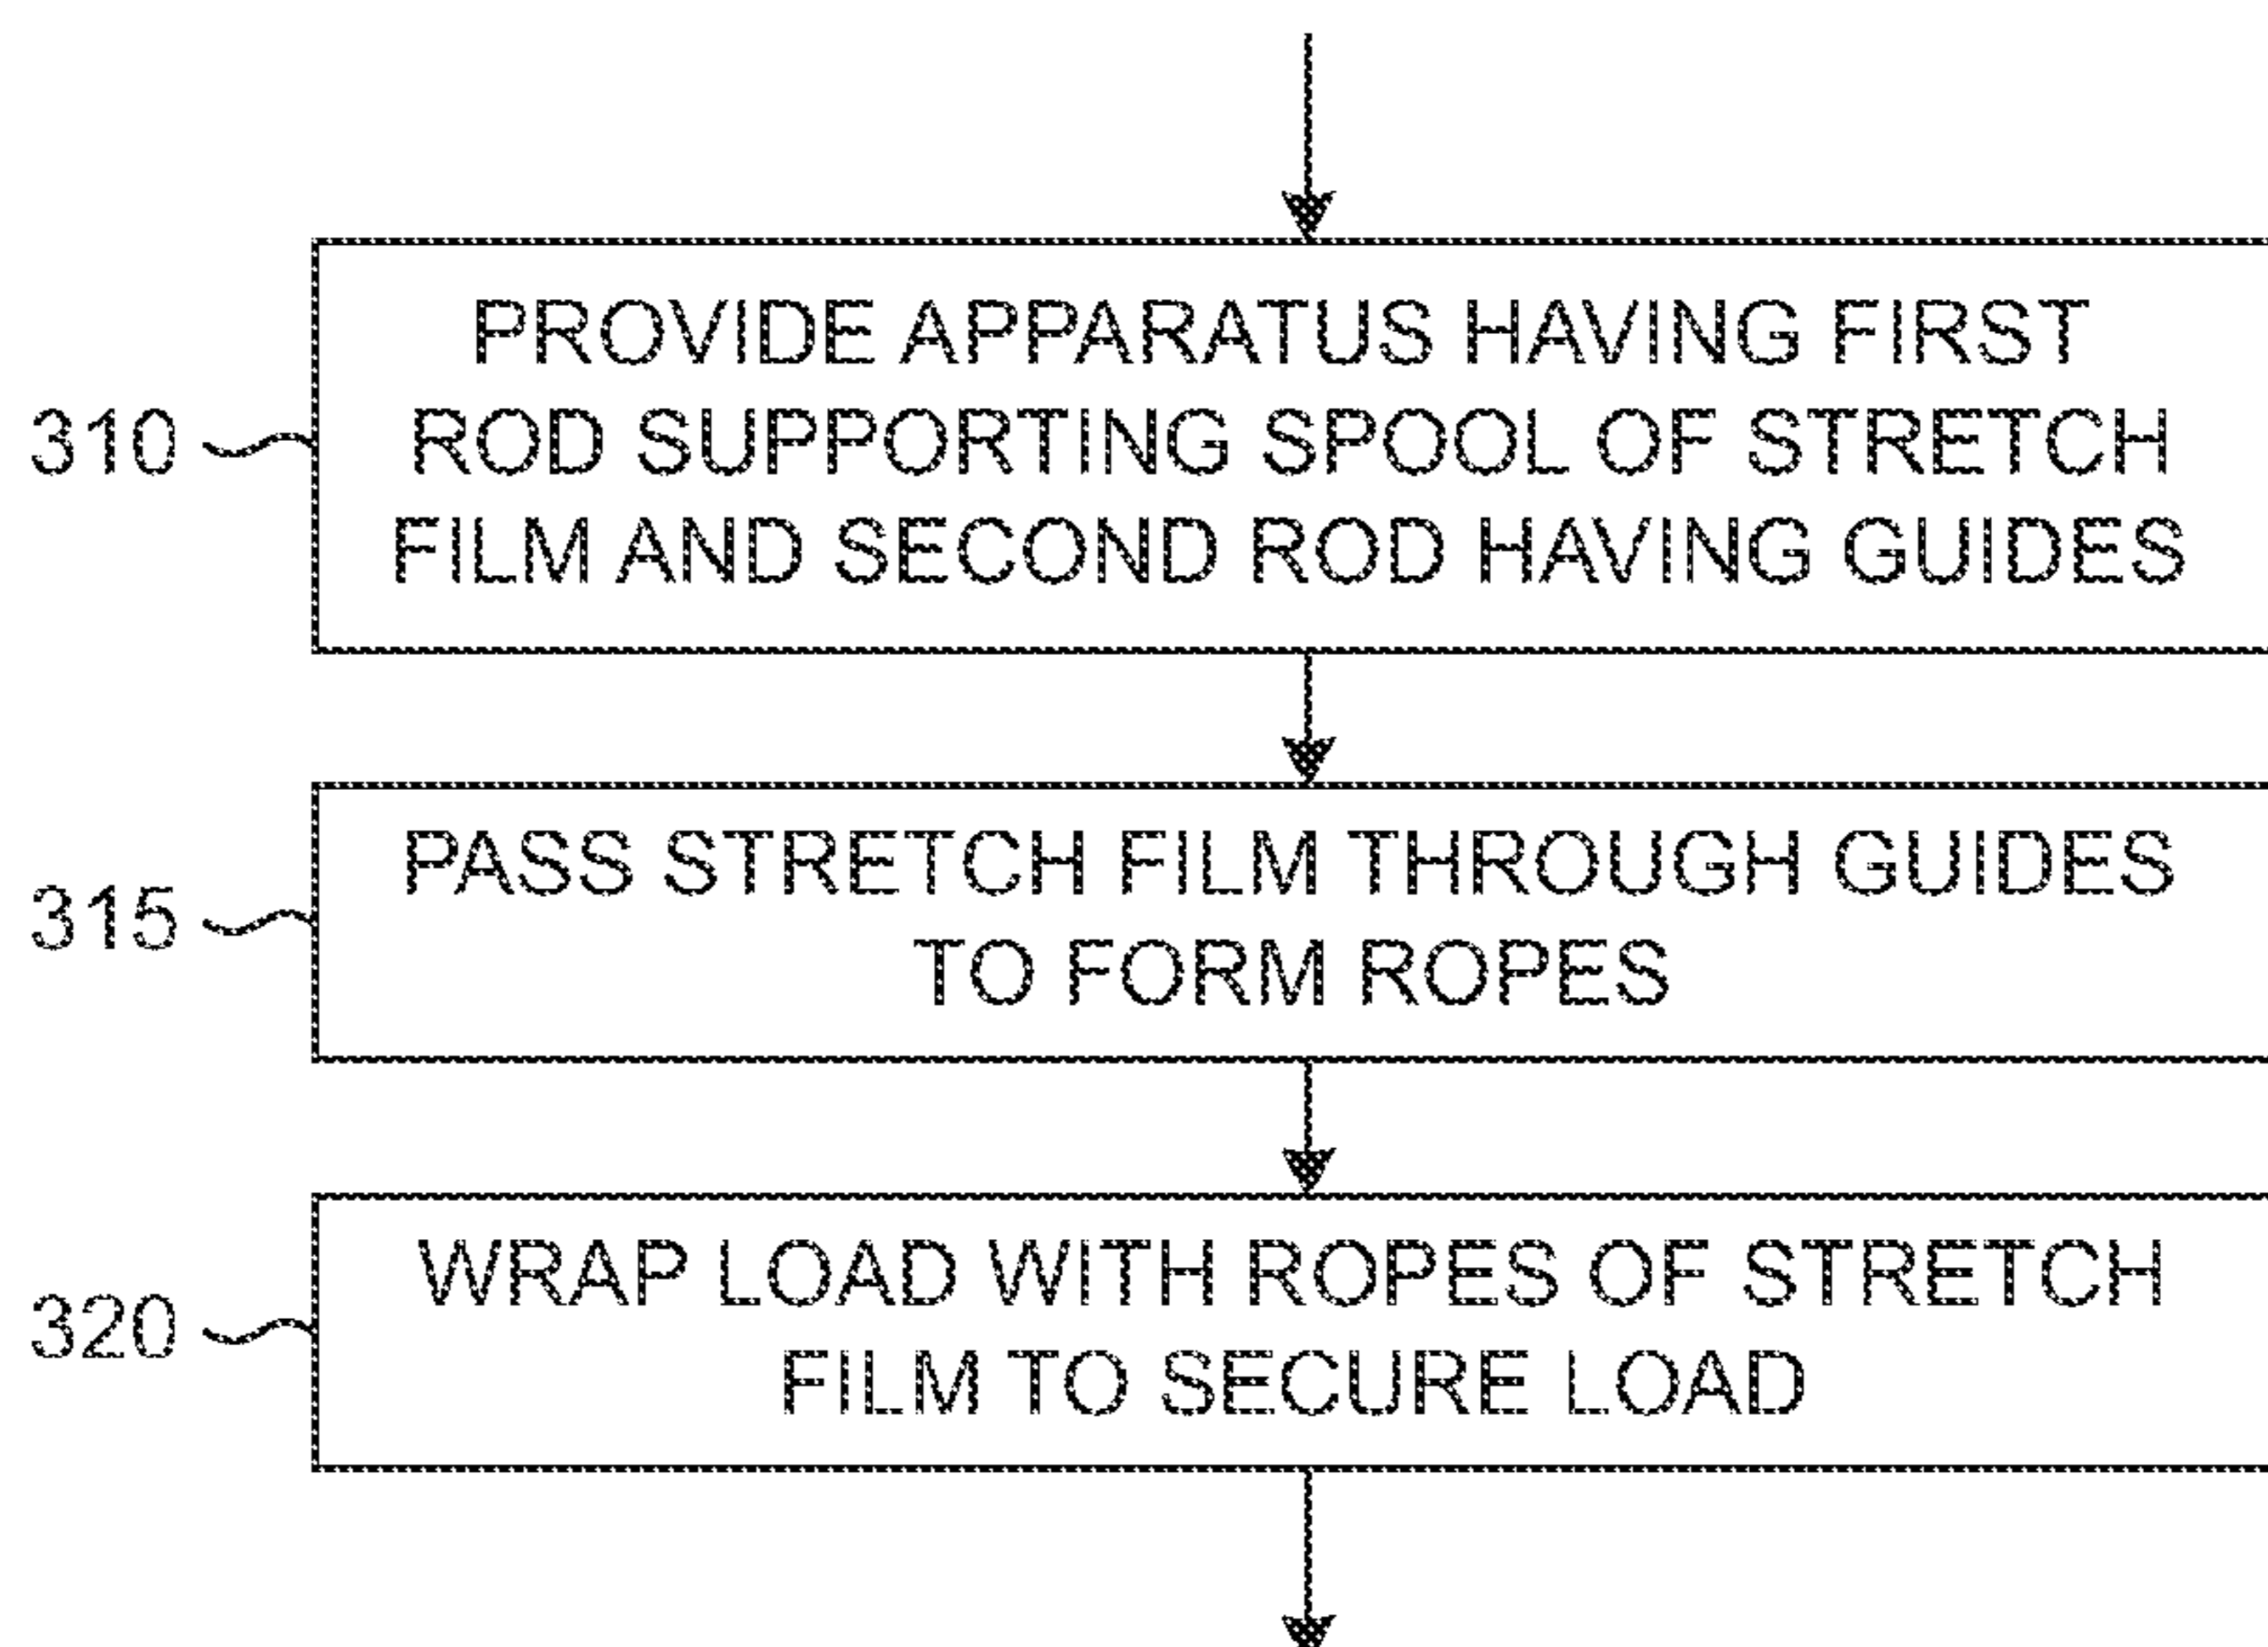 PROVIDE APPARATUS HAVING FIRST
310 ROD SUPPORTING SPOOL OF STRETCH
FILM AND SECOND ROD HAVING GUIDES
PASS STRETCH FILM THROUGH GUIDES
315
TO FORM ROPES
WRAP LOAD WITH ROPES OF STRETCH
320
FILM TO SECURE LOAD